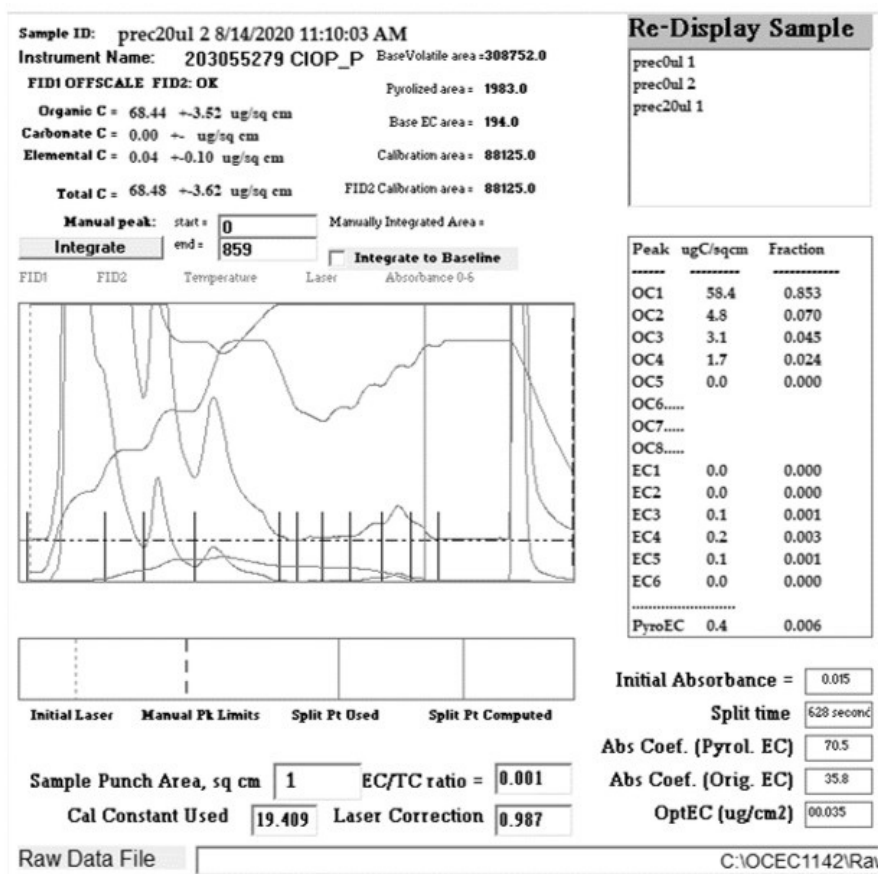 Sample ID: prec20ul 2 8/14/2020 11:10:03 AM
Instrument Name: 203055279 CIOP_P
FID1 OFFSCALE FID2: OK
Organic C = 68.44 +-3.52 ug/sq cm
Carbonate C = 0.00 +- ug/sq cm
Elemental C = 0.04 +-0.10 ug/sq cm
Total C = 68.48 +-3.62 ug/sq cm
BaseVolatile area =308752.0
Pyrolized area = 1983.0
Base EC area = 194.0
Calibration area = 88125.0
FID2 Calibration area = 88125.0
Manual peak: start = 0
end = 859
Integrate
Manually Integrated Area =
Integrate to Baseline
FID1 FID2 Temperature Laser Absorbance 0-6
Initial Laser Manual Pk Limits Split Pt Used Split Pt Computed
Sample Punch Area, sq cm 1 EC/TC ratio = 0.001
Cal Constant Used 19.409 Laser Correction 0.987
Re-Display Sample
prec0ul 1
prec0ul 2
prec20ul 1
Peak ugC/sqcm Fraction
------ --------- ------------
OC1 58.4 0.853
OC2 4.8 0.070
OC3 3.1 0.045
OC4 1.7 0.024
OC5 0.0 0.000
OC6.....
OC7.....
OC8.....
EC1 0.0 0.000
EC2 0.0 0.000
EC3 0.1 0.001
EC4 0.2 0.003
EC5 0.1 0.001
EC6 0.0 0.000
..........................
PyroEC 0.4 0.006
Initial Absorbance = 0.015
Split time 628 second
Abs Coef. (Pyrol. EC) 70.5
Abs Coef. (Orig. EC) 35.8
OptEC (ug/cm2) 00.035
Raw Data File C:\OCEC1142\Rav